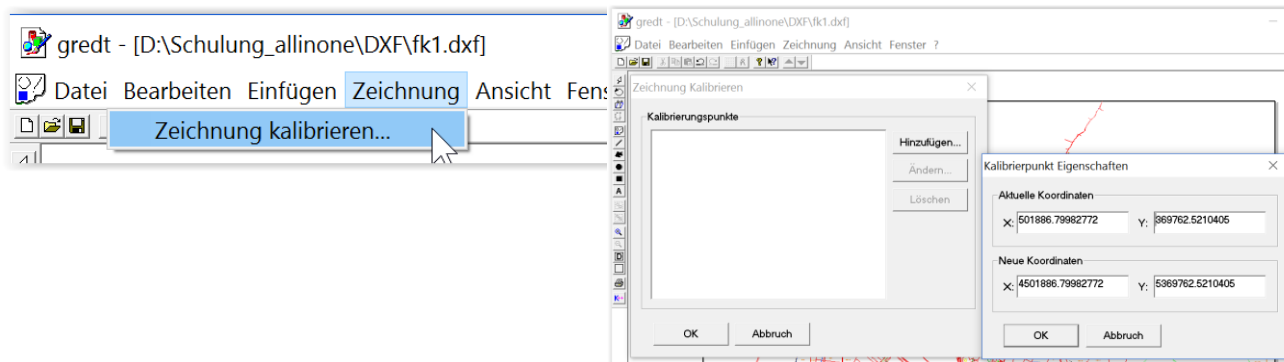 gredt - [D:\Schulung_allinone\DXF\fk1.dxf]
Datei Bearbeiten Einfügen Zeichnung Ansicht Fens
Zeichnung kalibrieren...
gredt - [D:\Schulung_allinone\DXF\fk1.dxf]
Datei Bearbeiten Einfügen Zeichnung Ansicht Fenster ?
Zeichnung Kalibrieren
Kalibrierungspunkte
Hinzufügen...
Ändern...
Löschen
OK Abbruch
Kalibrierpunkt Eigenschaften
Aktuelle Koordinaten
X: 501886.79982772 Y: 369762.5210405
Neue Koordinaten
X: 4501886.79982772 Y: 5369762.5210405
OK Abbruch